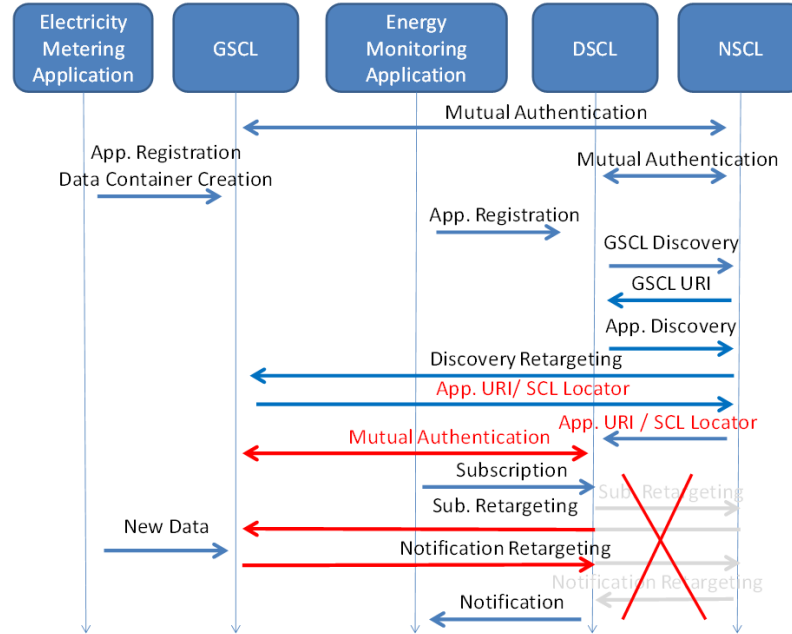 Electricity
Metering
Application
GSCL
Energy
Monitoring
Application
DSCL
NSCL
Mutual Authentication
App. Registration
Data Container Creation
Mutual Authentication
App. Registration
GSCL Discovery
GSCL URI
App. Discovery
Discovery Retargeting
App. URI/ SCL Locator
App. URI / SCL Locator
Mutual Authentication
Subscription
Sub. Retargeting
Sub. Retargeting
New Data
Notification Retargeting
Notification Retargeting
Notification